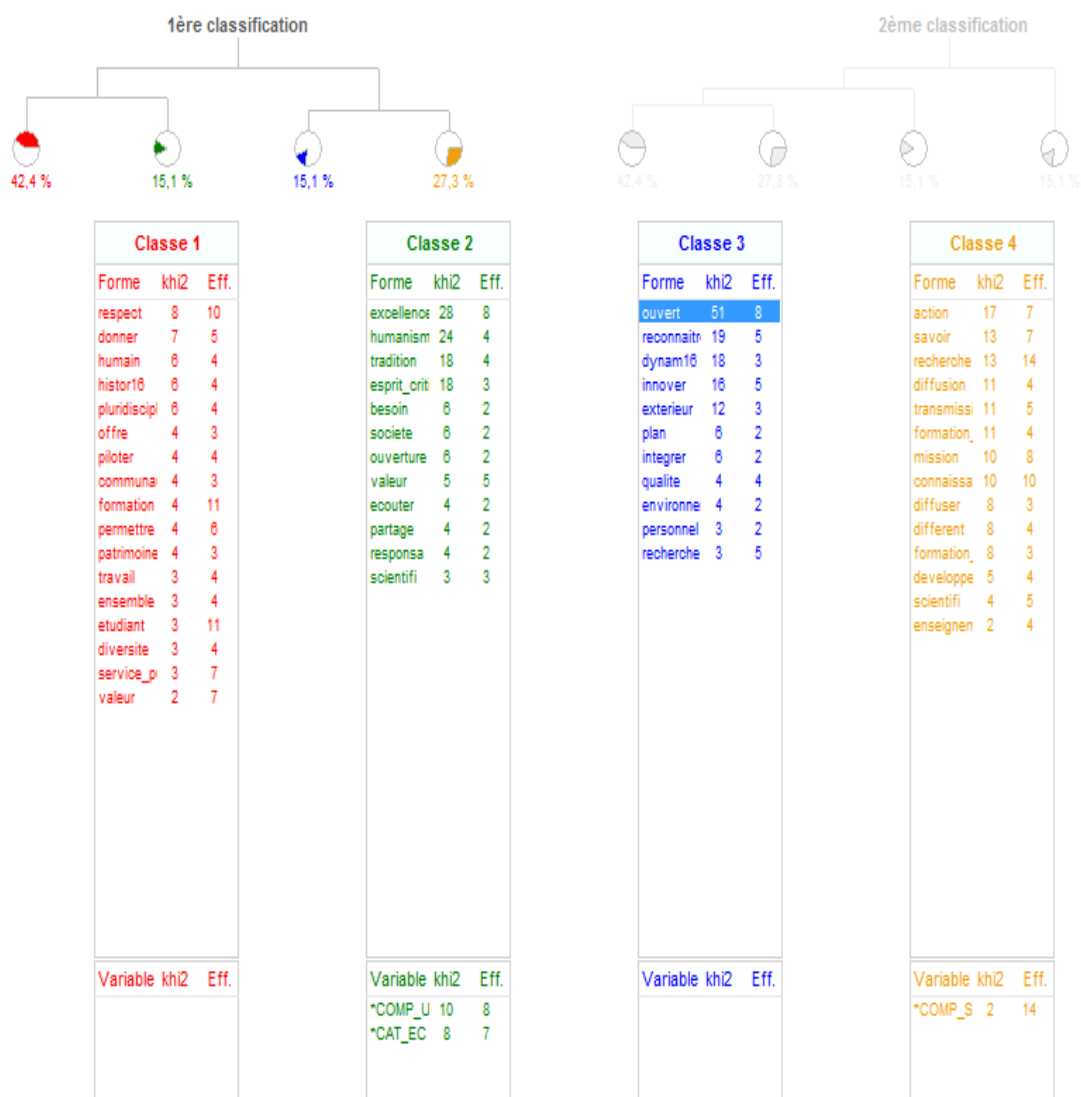 1ère classification
2ème classification
42,4 %
15,1 %
15,1 %
27,3 %
42,4 %
27,3 %
15,1 %
15,1 %
Classe 1
Forme khi2 Eff.
respect 8 10
donner 7 5
humain 6 4
histor16 6 4
pluridiscipl 6 4
offre 4 3
piloter 4 4
communa 4 3
formation 4 11
permettre 4 6
patrimoine 4 3
travail 3 4
ensemble 3 4
etudiant 3 11
diversite 3 4
service_p 3 7
valeur 2 7
Variable khi2 Eff.
Classe 2
Forme khi2 Eff.
excellence 28 8
humanism 24 4
tradition 18 4
esprit_crit 18 3
besoin 6 2
societe 6 2
ouverture 6 2
valeur 5 5
ecouter 4 2
partage 4 2
responsa 4 2
scientifi 3 3
Variable khi2 Eff.
*COMP_U 10 8
*CAT_EC 8 7
Classe 3
Forme khi2 Eff.
ouvert 51 8
reconnaitr 19 5
dynam16 18 3
innover 16 5
exterieur 12 3
plan 6 2
integrer 6 2
qualite 4 4
environne 4 2
personnel 3 2
recherche 3 5
Variable khi2 Eff.
Classe 4
Forme khi2 Eff.
action 17 7
savoir 13 7
recherche 13 14
diffusion 11 4
transmissi 11 5
formation_ 11 4
mission 10 8
connaissa 10 10
diffuser 8 3
different 8 4
formation_ 8 3
developpe 5 4
scientifi 4 5
enseignen 2 4
Variable khi2 Eff.
*COMP_S 2 14